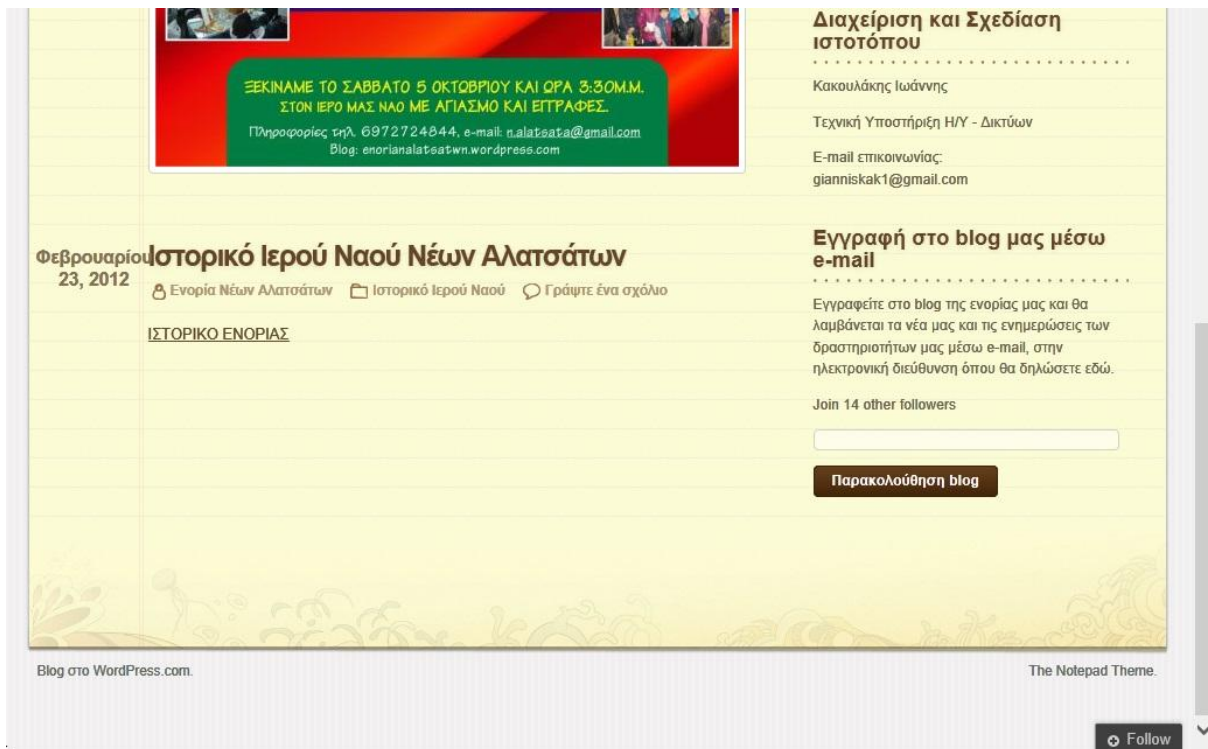 ΞΕΚΙΝΑΜΕ ΤΟ ΣΑΒΒΑΤΟ 5 ΟΚΤΩΒΡΙΟΥ ΚΑΙ ΩΡΑ 3:30Μ.Μ.
ΣΤΟΝ ΙΕΡΟ ΜΑΣ ΝΑΟ ΜΕ ΑΓΙΑΣΜΟ ΚΑΙ ΕΓΓΡΑΦΕΣ.
Πληροφορίες τηλ. 6972724844, e-mail: n.alatsata@gmail.com
Blog: enorianalatsatwn.wordpress.com
Φεβρουαρίου
23, 2012
Ιστορικό Ιερού Ναού Νέων Αλατσάτων
Ενορία Νέων Αλατσάτων Ιστορικό Ιερού Ναού Γράψτε ένα σχόλιο
ΙΣΤΟΡΙΚΟ ΕΝΟΡΙΑΣ
Διαχείριση και Σχεδίαση
ιστοτόπου
Κακουλάκης Ιωάννης
Τεχνική Υποστήριξη Η/Υ - Δικτύων
E-mail επικοινωνίας:
gianniskak1@gmail.com
Εγγραφή στο blog μας μέσω
e-mail
Εγγραφείτε στο blog της ενορίας μας και θα
λαμβάνεται τα νέα μας και τις ενημερώσεις των
δραστηριοτήτων μας μέσω e-mail, στην
ηλεκτρονική διεύθυνση όπου θα δηλώσετε εδώ.
Join 14 other followers
Παρακολούθηση blog
Blog στο WordPress.com.
The Notepad Theme.
Follow